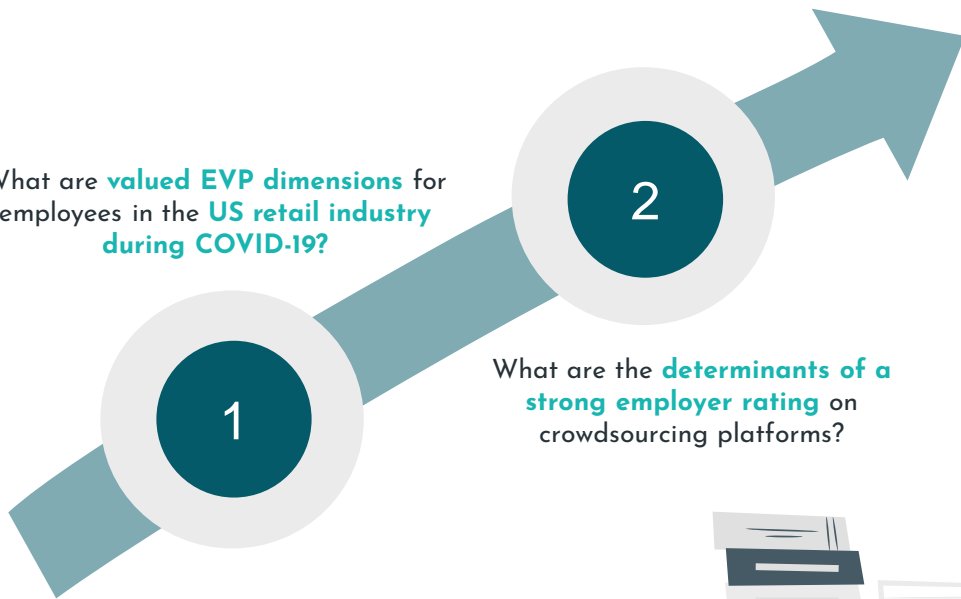 What are valued EVP dimensions for
employees in the US retail industry
during COVID-19?
1
2
What are the determinants of a
strong employer rating on
crowdsourcing platforms?